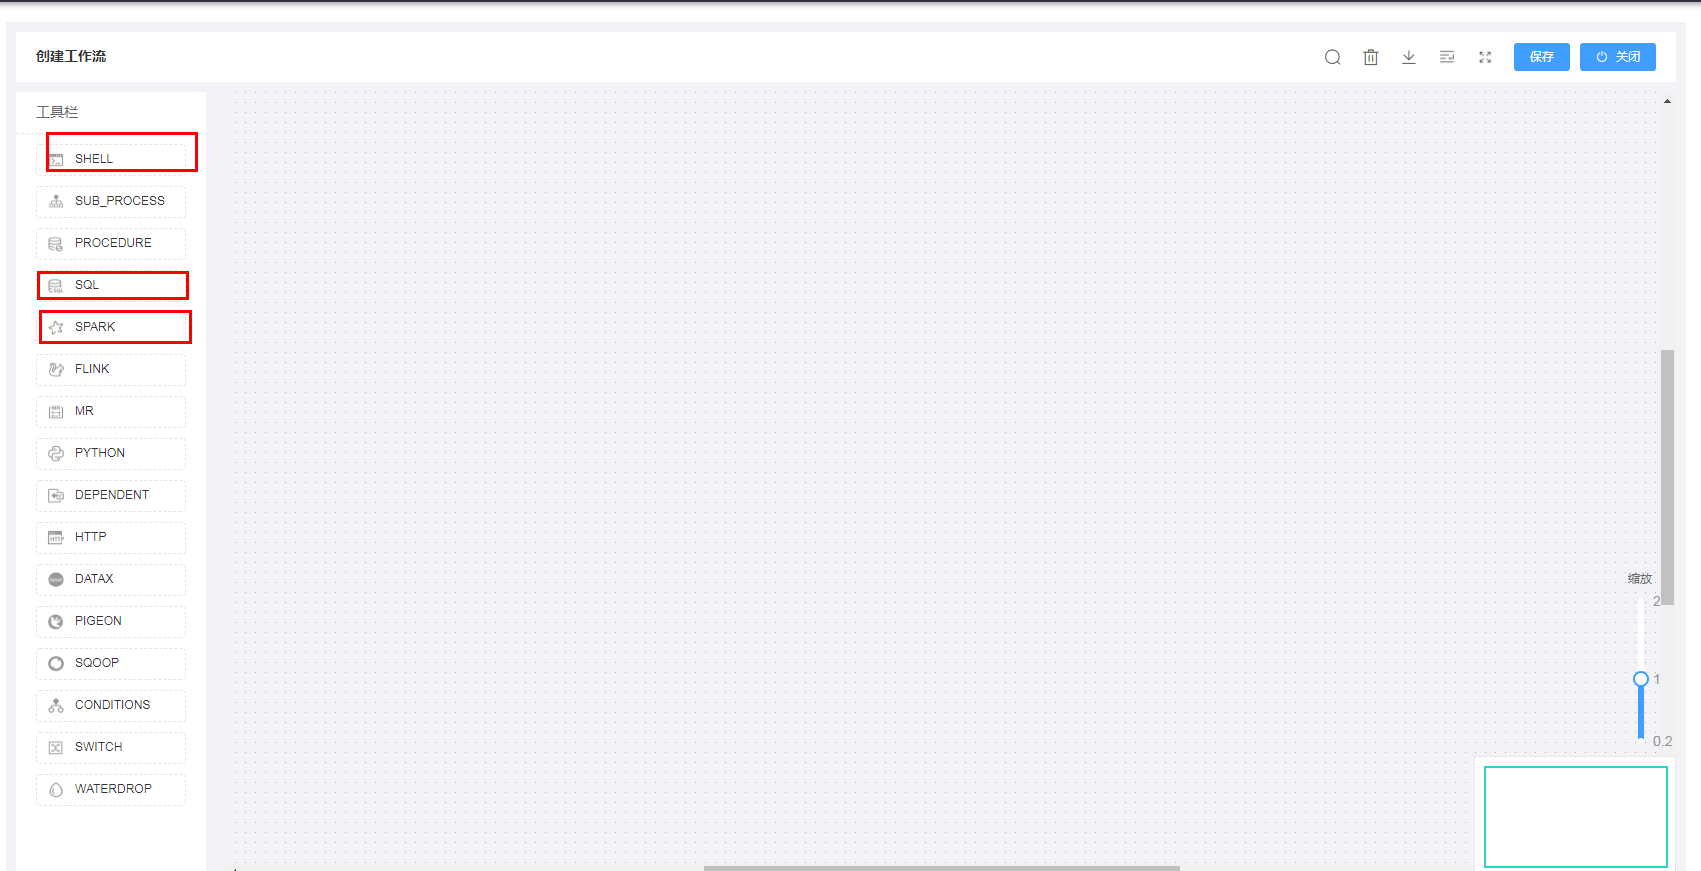 创建工作流
保存
关闭
工具栏
SHELL
SUB_PROCESS
PROCEDURE
SQL
SPARK
FLINK
MR
PYTHON
DEPENDENT
HTTP
DATAX
PIGEON
SQOOP
CONDITIONS
SWITCH
WATERDROP
缩放
2
1
0.2